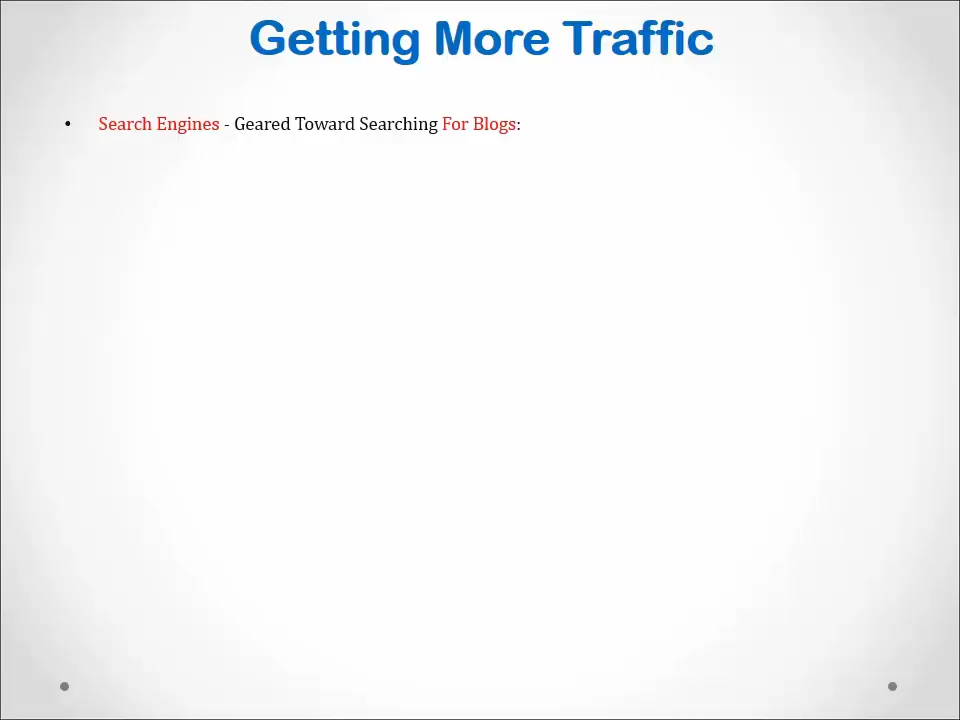 Getting More Traffic
• Search Engines - Geared Toward Searching For Blogs: